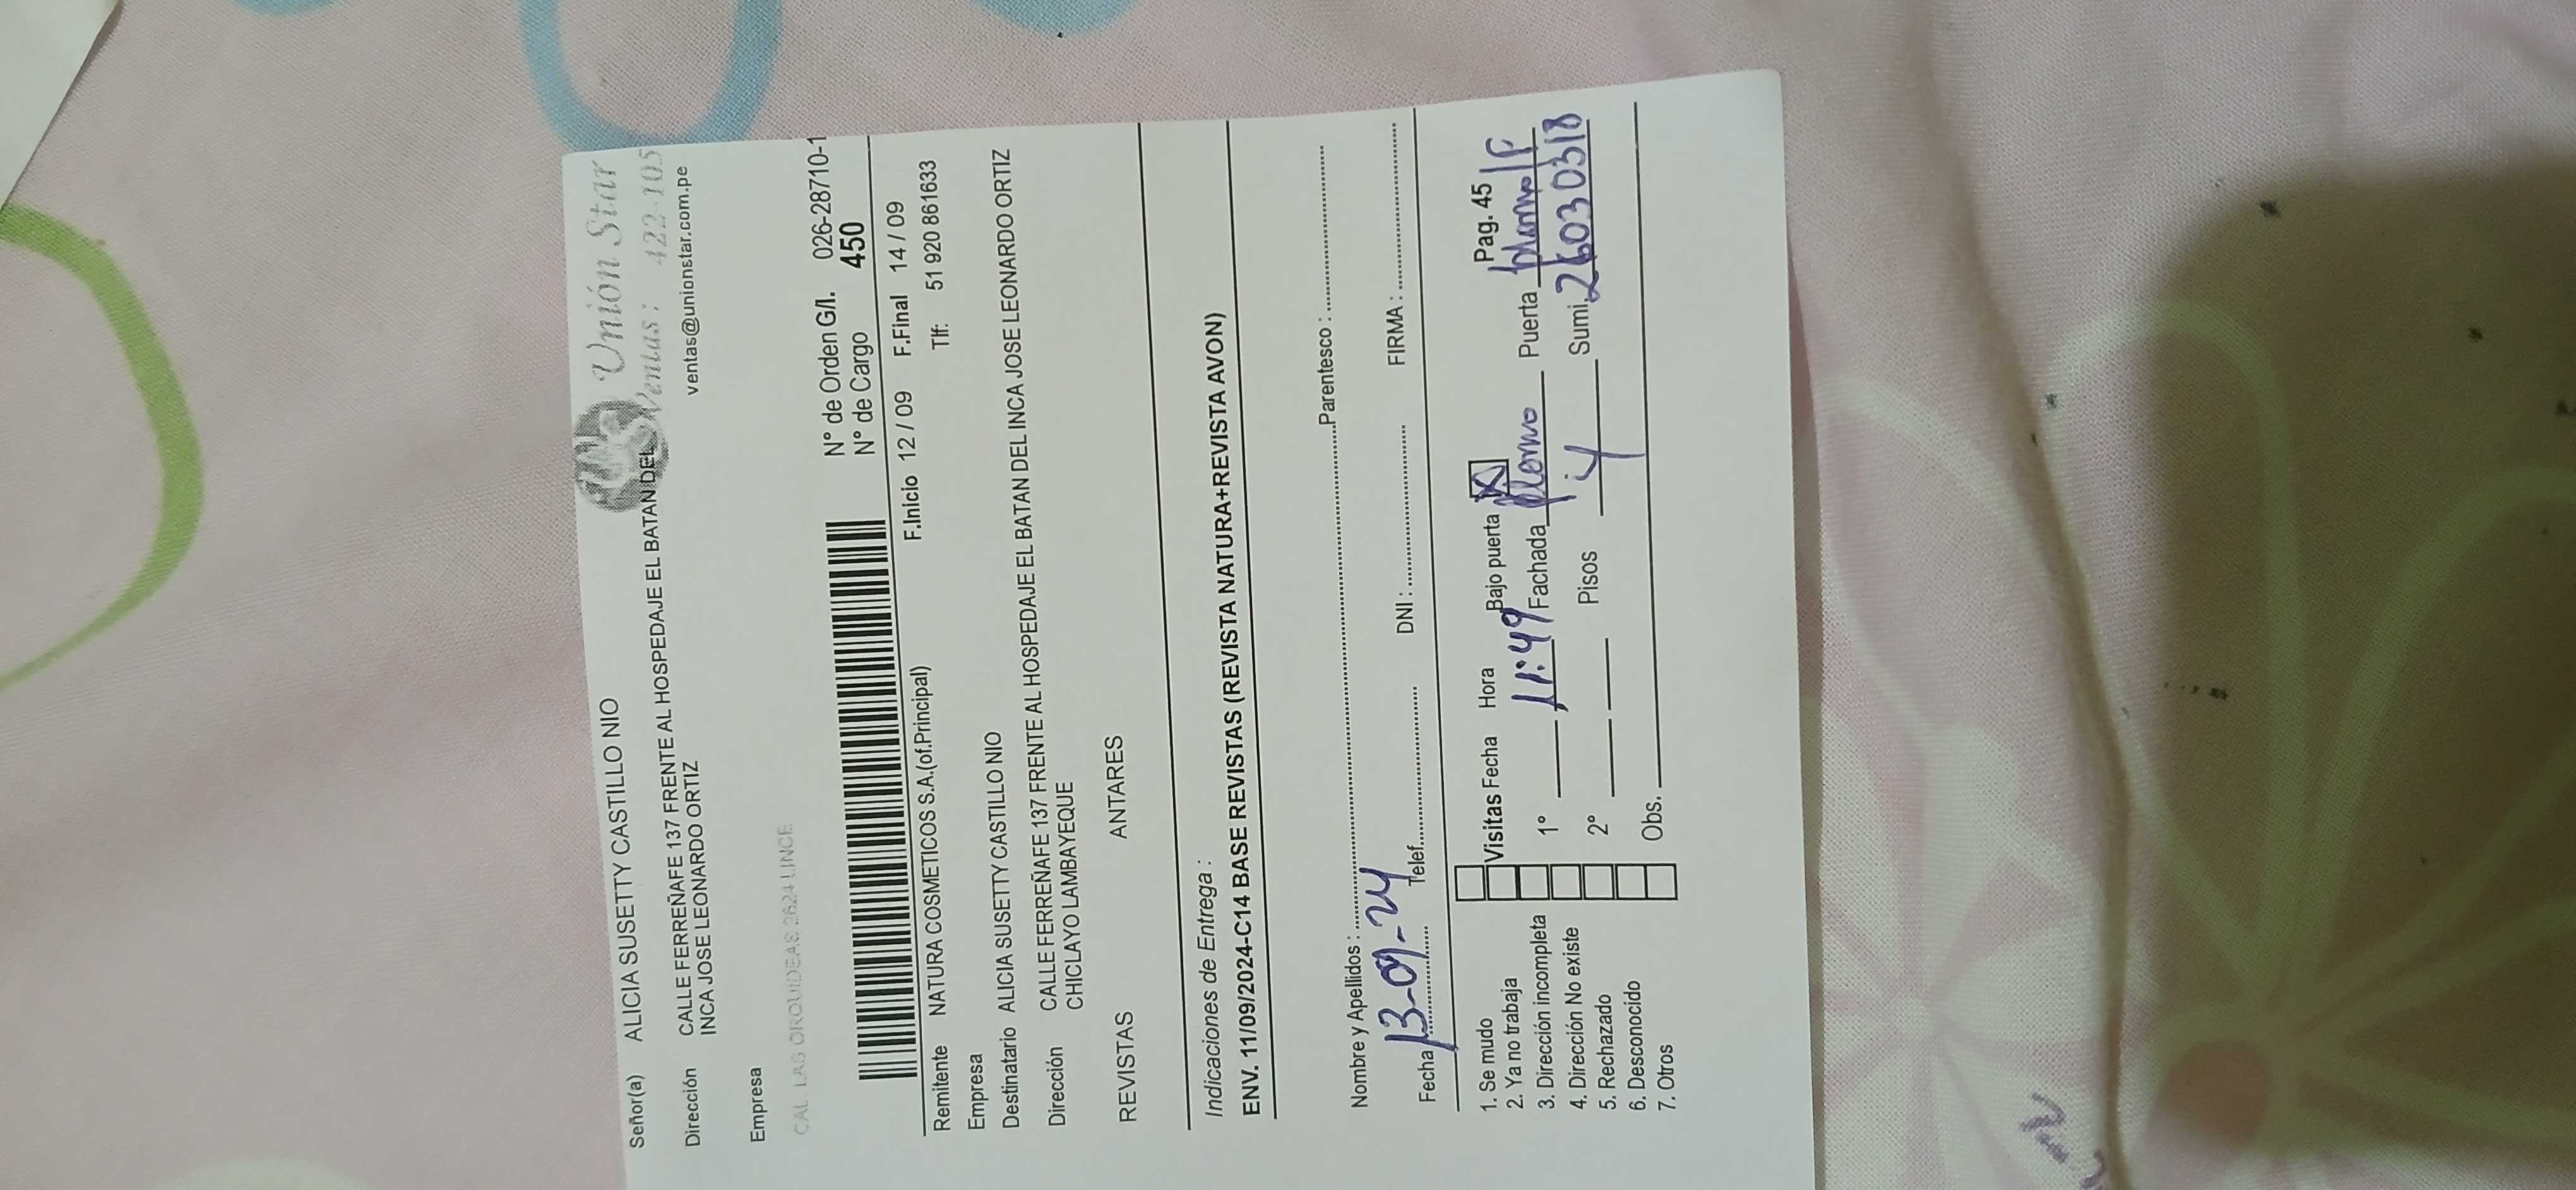 Unión Star
Ventas: 422-105
ventas@unionstar.com.pe
Señor(a) ALICIA SUSETTY CASTILLO NIO
Dirección CALLE FERREÑAFE 137 FRENTE AL HOSPEDAJE EL BATAN DEL
INCA JOSE LEONARDO ORTIZ
Empresa
CAL. LAS ORQUIDEAS 2624 LINCE
N° de Orden G/I. 026-28710-1
N° de Cargo 450
F.Inicio 12 / 09 F.Final 14 / 09
Remitente NATURA COSMETICOS S.A.(of.Principal) Tlf: 51 920 861633
Empresa
Destinatario ALICIA SUSETTY CASTILLO NIO
Dirección CALLE FERREÑAFE 137 FRENTE AL HOSPEDAJE EL BATAN DEL INCA JOSE LEONARDO ORTIZ
CHICLAYO LAMBAYEQUE
REVISTAS ANTARES
Indicaciones de Entrega :
ENV. 11/09/2024-C14 BASE REVISTAS (REVISTA NATURA+REVISTA AVON)
Nombre y Apellidos : Parentesco :
Fecha 13-09-24 Telef. DNI : FIRMA :
Pag. 45
1. Se mudo Visitas Fecha Hora Bajo puerta X
2. Ya no trabaja 1° 11:49 Fachada plomo Puerta
3. Dirección incompleta 2° Pisos 4 Sumi. 26030318
4. Dirección No existe Obs.
5. Rechazado
6. Desconocido
7. Otros